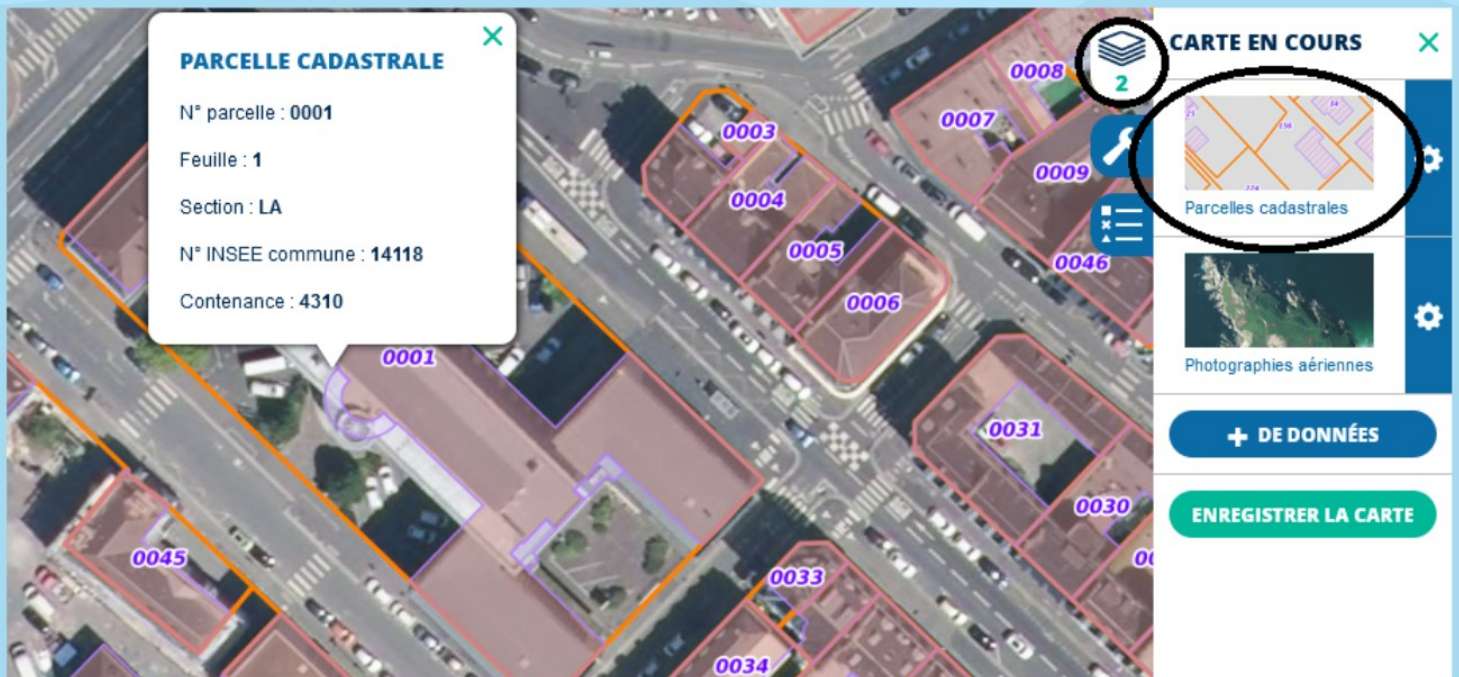 PARCELLE CADASTRALE
N° parcelle : 0001
Feuille : 1
Section : LA
N° INSEE commune : 14118
Contenance : 4310
2
CARTE EN COURS
Parcelles cadastrales
Photographies aériennes
+ DE DONNÉES
ENREGISTRER LA CARTE
0008
0007
0003
0009
0004
0005
0046
0006
0001
0031
0030
0045
0033
0034
156